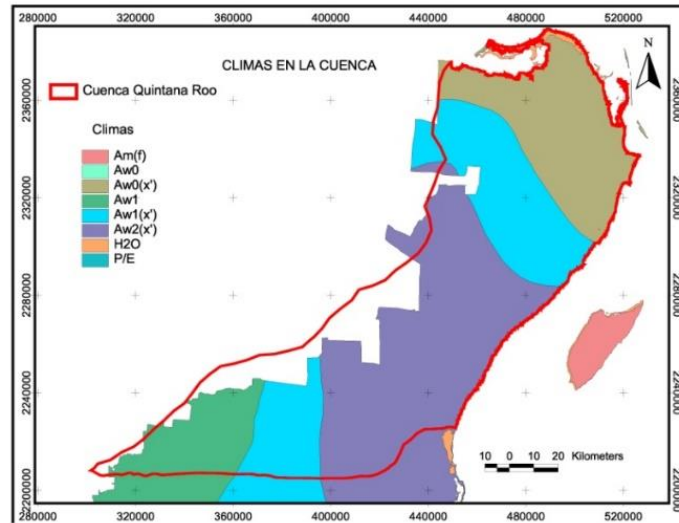 280000 320000 360000 400000 440000 480000 520000
CLIMAS EN LA CUENCA
N
Cuenca Quintana Roo
Climas
Am(f)
Aw0
Aw0(x')
Aw1
Aw1(x')
Aw2(x')
H2O
P/E
2360000 2360000
2320000 2320000
2280000 2280000
2240000 2240000
2200000 2200000
10 0 10 20 Kilometers
280000 320000 360000 400000 440000 480000 520000